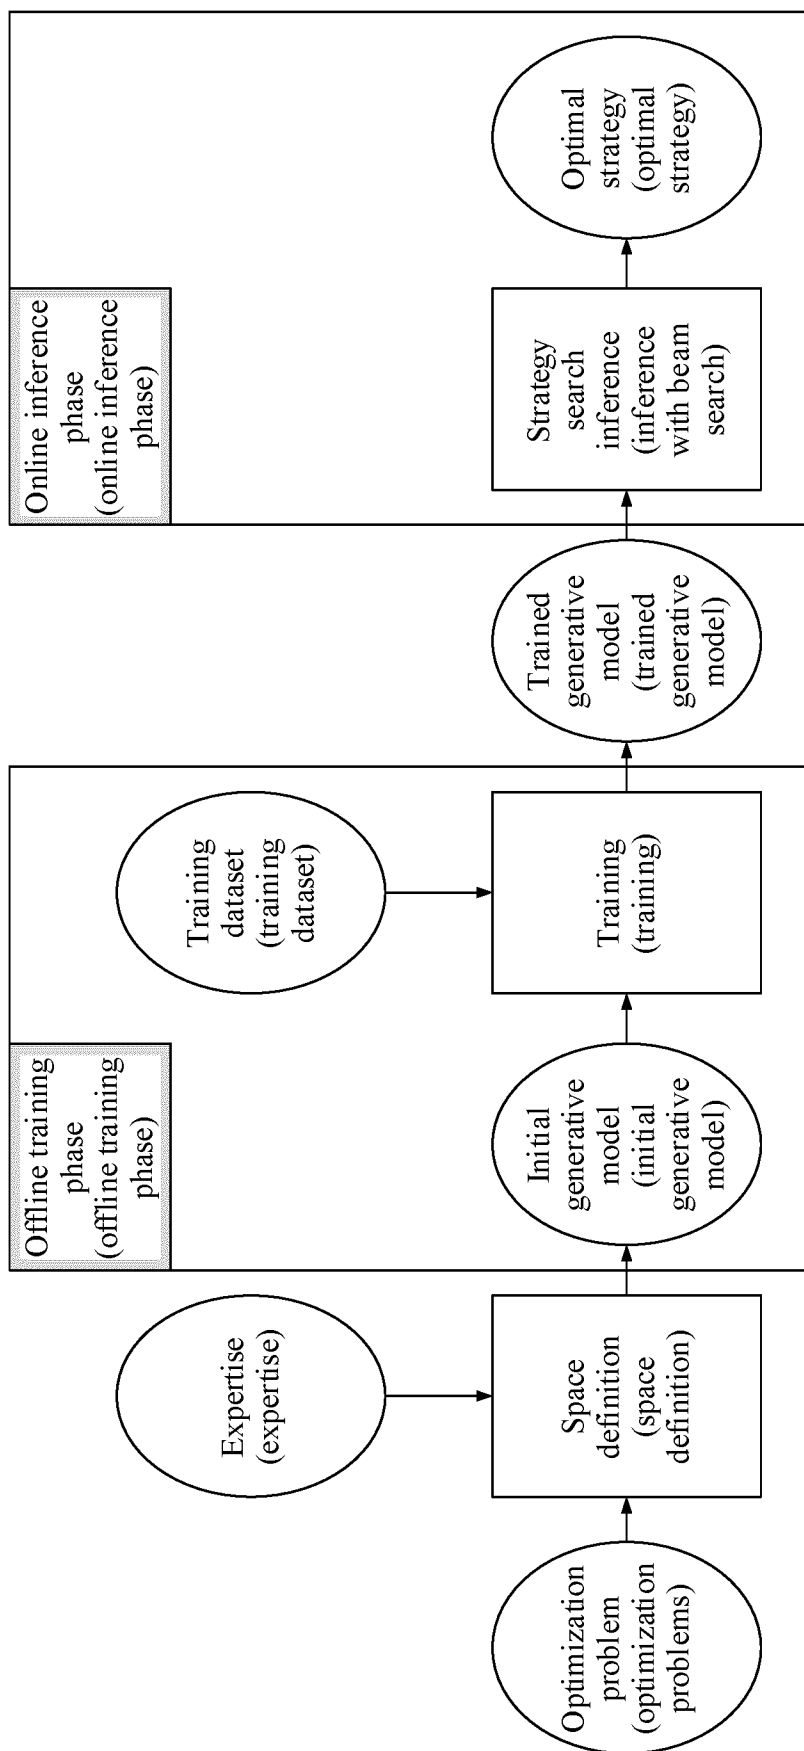 Optimization
problem
(optimization
problems)
Expertise
(expertise)
Space
definition
(space
definition)
Offline training
phase
(offline training
phase)
Initial
generative
model
(initial
generative
model)
Training
dataset
(training
dataset)
Training
(training)
Trained
generative
model
(trained
generative
model)
Online inference
phase
(online inference
phase)
Strategy
search
inference
(inference
with beam
search)
Optimal
strategy
(optimal
strategy)